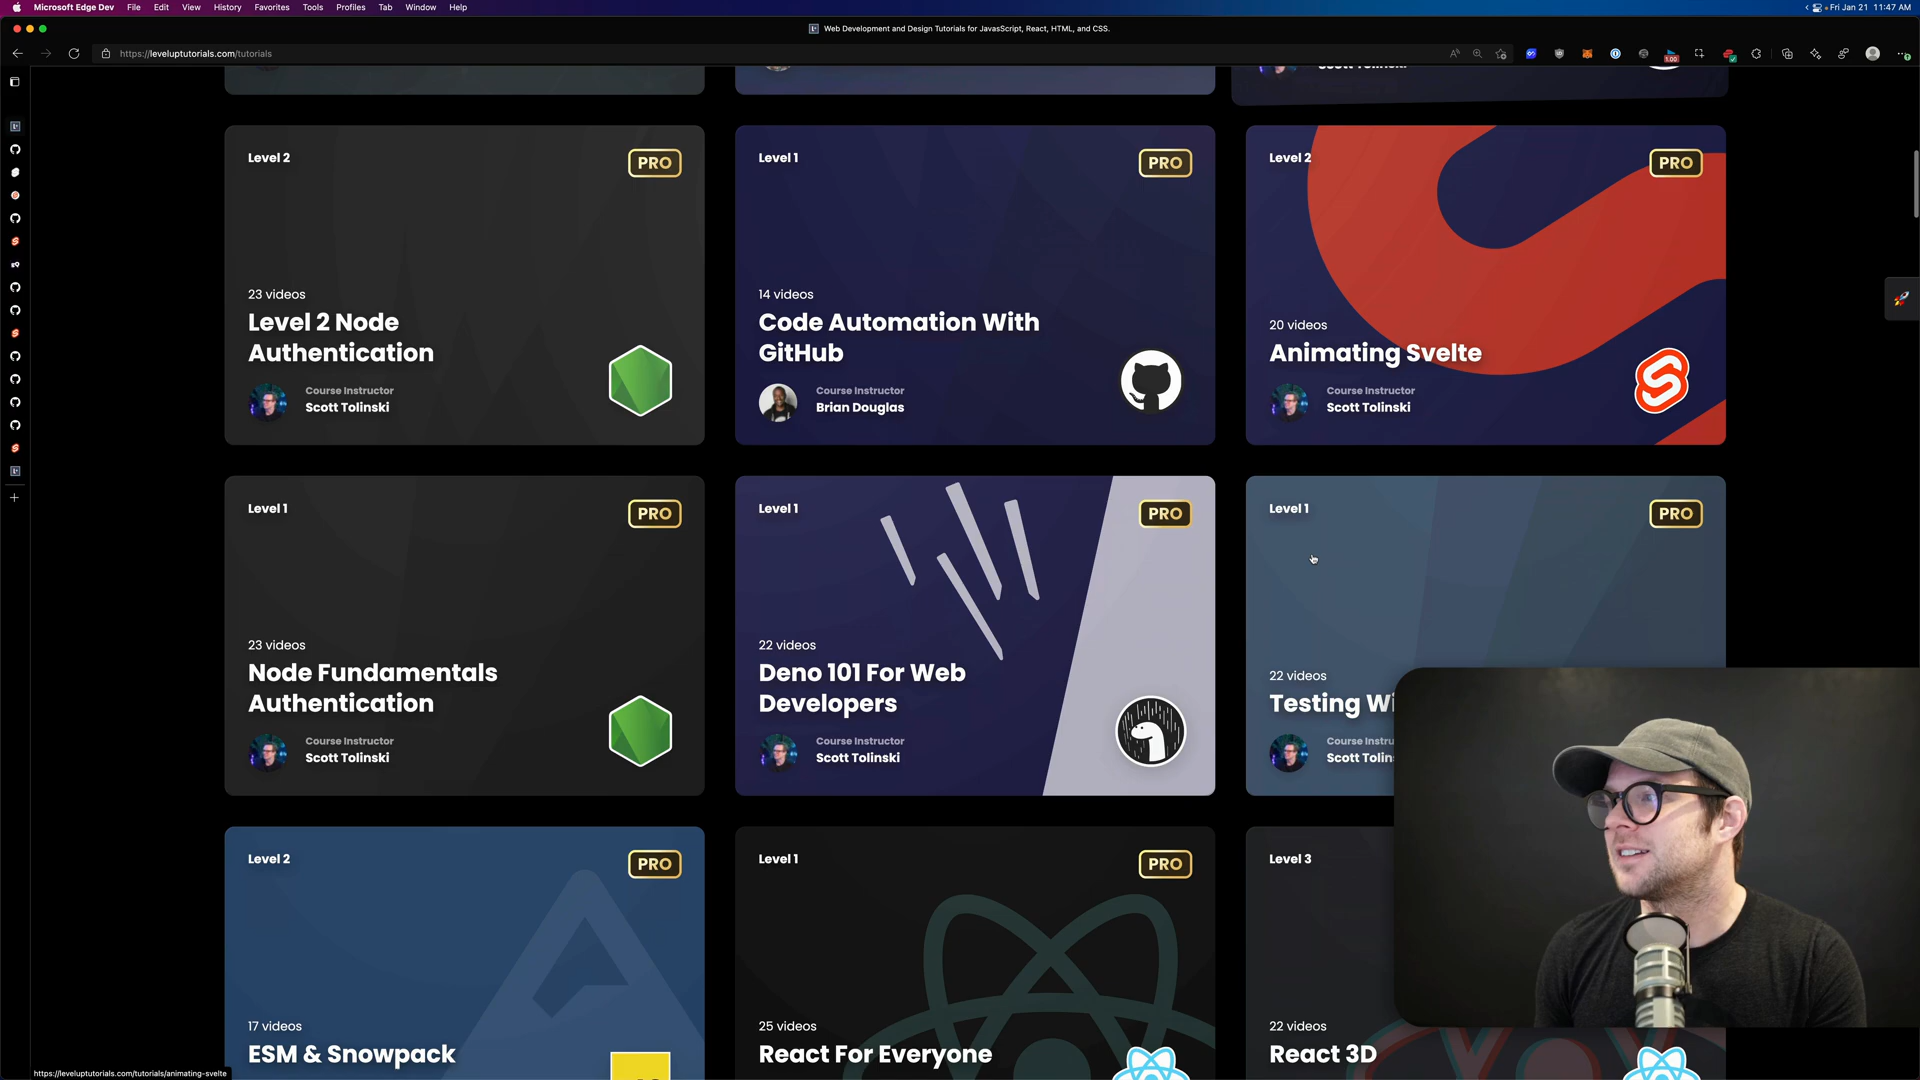 Microsoft Edge Dev File Edit View History Favorites Tools Profiles Tab Window Help
Fri Jan 21 11:47 AM
Web Development and Design Tutorials for JavaScript, React, HTML, and CSS.
https://leveluptutorials.com/tutorials
1.00
Level 2
PRO
23 videos
Level 2 Node
Authentication
Course Instructor
Scott Tolinski
Level 1
PRO
14 videos
Code Automation With
GitHub
Course Instructor
Brian Douglas
Level 2
PRO
20 videos
Animating Svelte
Course Instructor
Scott Tolinski
Level 1
PRO
23 videos
Node Fundamentals
Authentication
Course Instructor
Scott Tolinski
Level 1
PRO
22 videos
Deno 101 For Web
Developers
Course Instructor
Scott Tolinski
Level 1
PRO
22 videos
Testing
Course
Scott
Level 2
PRO
17 videos
ESM & Snowpack
Level 1
PRO
25 videos
React For Everyone
Level 3
22 videos
React 3D
https://leveluptutorials.com/tutorials/animating-svelte